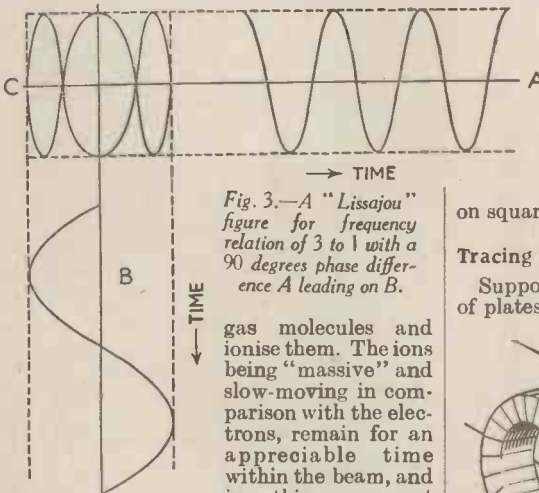 C
A
→ TIME
B
→ TIME
Fig. 3.—A "Lissajou"
figure for frequency
relation of 3 to 1 with a
90 degrees phase differ-
ence A leading on B.
gas molecules and
ionise them. The ions
being "massive" and
slow-moving in com-
parison with the elec-
trons, remain for an
appreciable time
within the beam, and
on squar
Tracing
Suppo
of plates